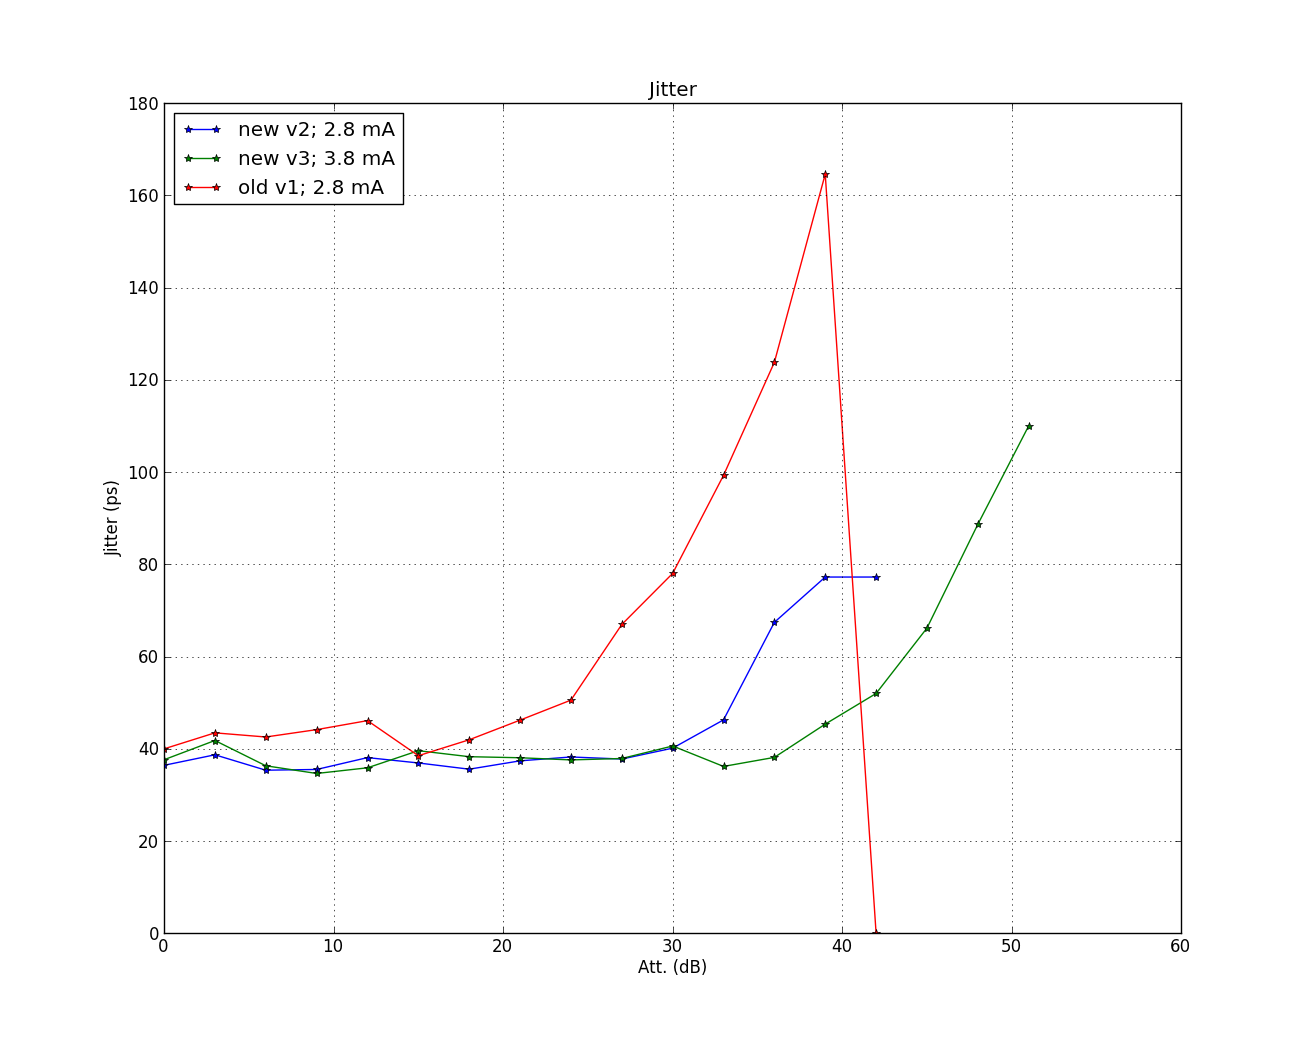 Jitter
180
160
140
120
100
80
60
40
20
0
new v2; 2.8 mA
new v3; 3.8 mA
old v1; 2.8 mA
Jitter (ps)
0 10 20 30 40 50 60
Att. (dB)